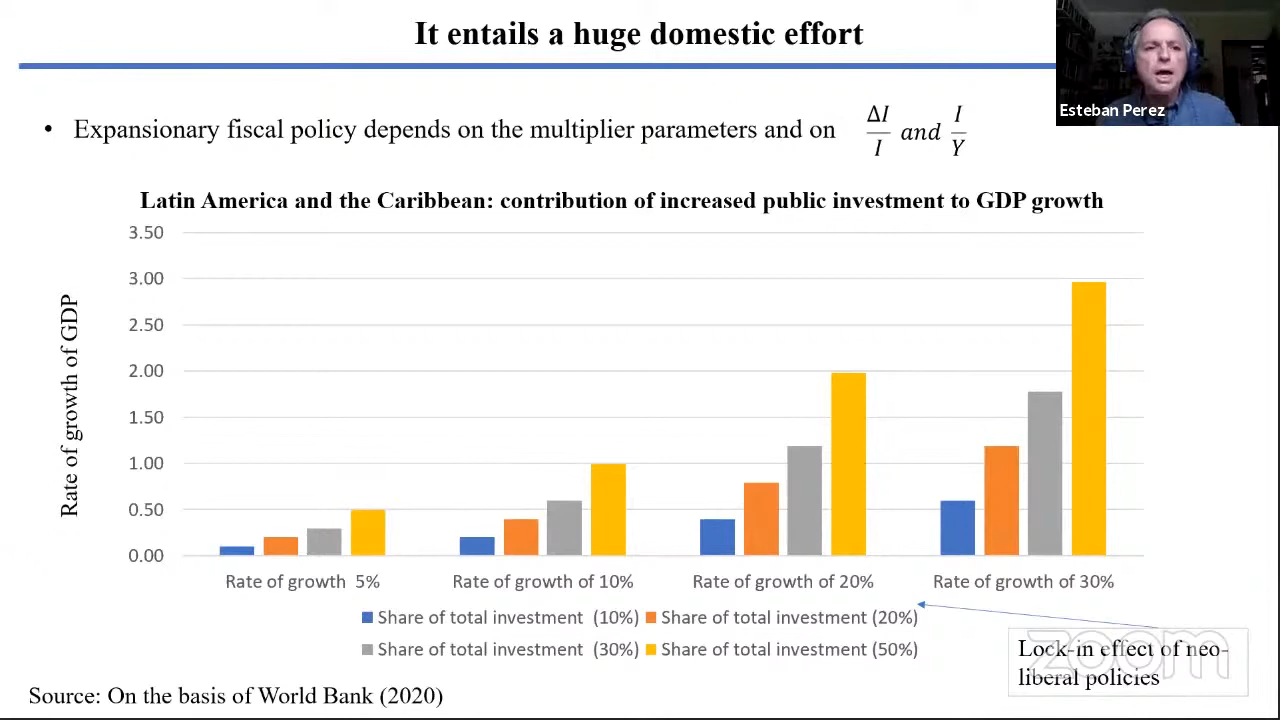 It entails a huge domestic effort
Esteban Perez
• Expansionary fiscal policy depends on the multiplier parameters and on ΔI/I and I/Y
Latin America and the Caribbean: contribution of increased public investment to GDP growth
Rate of growth of GDP
3.50
3.00
2.50
2.00
1.50
1.00
0.50
0.00
Rate of growth 5% Rate of growth of 10% Rate of growth of 20% Rate of growth of 30%
Share of total investment (10%) Share of total investment (20%)
Share of total investment (30%) Share of total investment (50%)
Lock-in effect of neo-
liberal policies
zoom
Source: On the basis of World Bank (2020)